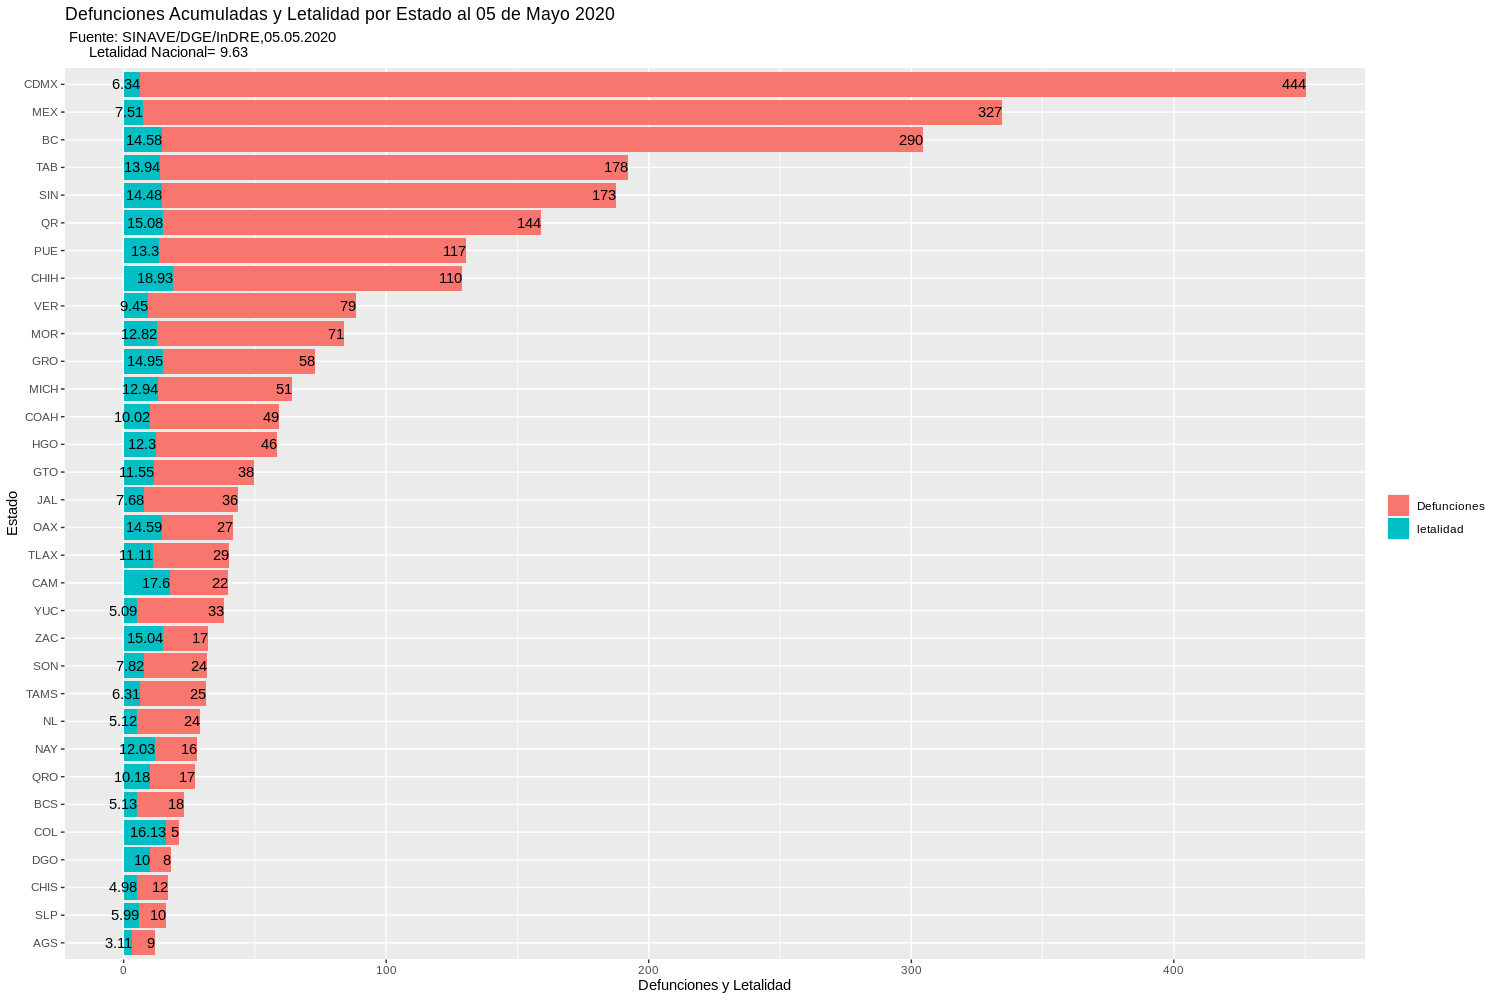 Defunciones Acumuladas y Letalidad por Estado al 05 de Mayo 2020
Fuente: SINAVE/DGE/InDRE,05.05.2020
Letalidad Nacional= 9.63
CDMX 6.34 444
MEX 7.51 327
BC 14.58 290
TAB 13.94 178
SIN 14.48 173
QR 15.08 144
PUE 13.3 117
CHIH 18.93 110
VER 9.45 79
MOR 12.82 71
GRO 14.95 58
MICH 12.94 51
COAH 10.02 49
HGO 12.3 46
GTO 11.55 38
JAL 7.68 36
OAX 14.59 27
TLAX 11.11 29
CAM 17.6 22
YUC 5.09 33
ZAC 15.04 17
SON 7.82 24
TAMS 6.31 25
NL 5.12 24
NAY 12.03 16
QRO 10.18 17
BCS 5.13 18
COL 16.13 5
DGO 10 8
CHIS 4.98 12
SLP 5.99 10
AGS 3.11 9
0 100 200 300 400
Defunciones y Letalidad
Estado
Defunciones
letalidad